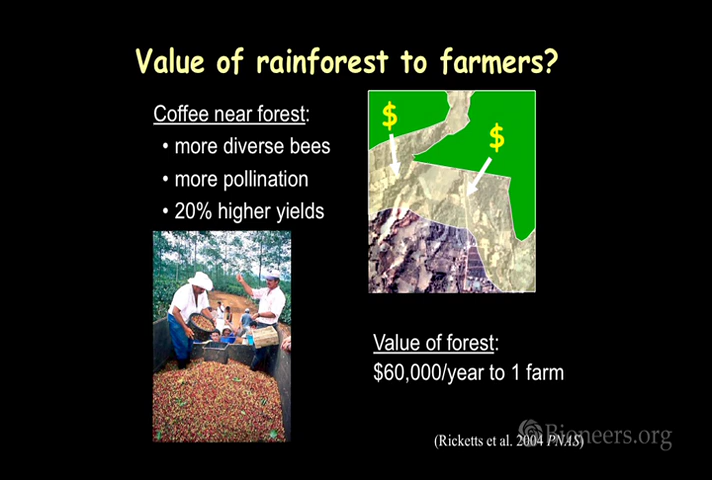 Value of rainforest to farmers?
Coffee near forest:
• more diverse bees
• more pollination
• 20% higher yields
$
$
Value of forest:
$60,000/year to 1 farm
(Ricketts et al. 2004 PNAS)
Bioneers.org